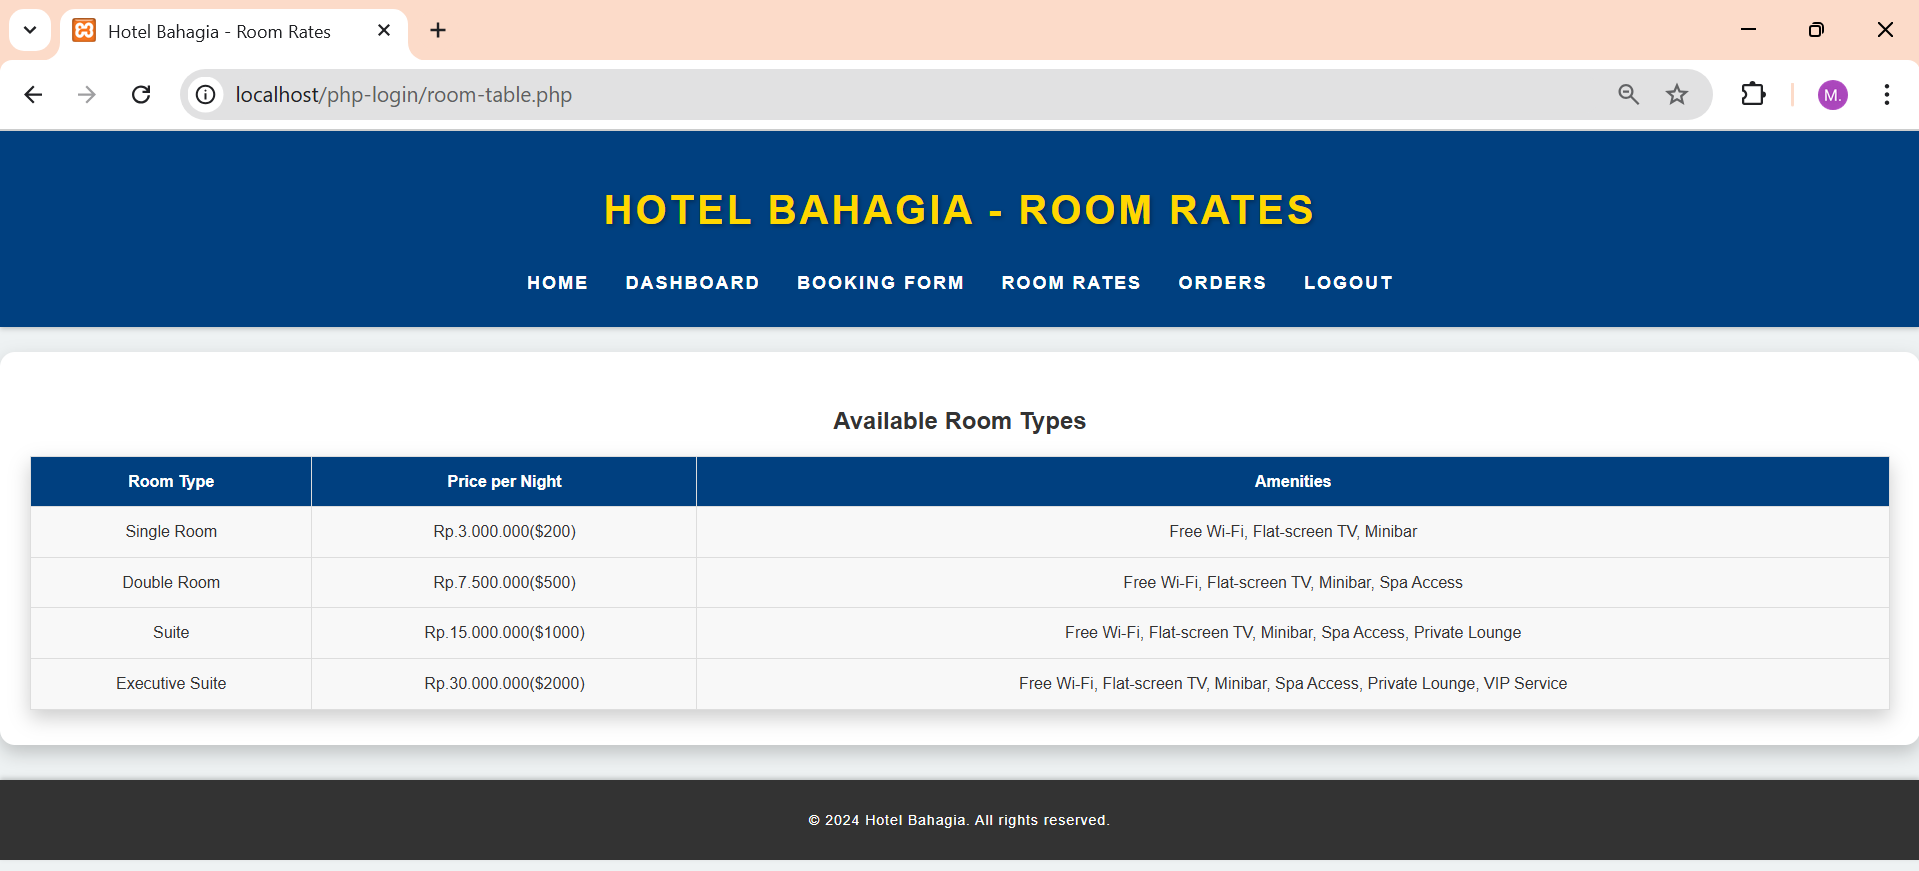 Hotel Bahagia - Room Rates
localhost/php-login/room-table.php
M.
HOTEL BAHAGIA - ROOM RATES
HOME DASHBOARD BOOKING FORM ROOM RATES ORDERS LOGOUT
Available Room Types
Room Type Price per Night Amenities
Single Room Rp.3.000.000($200) Free Wi-Fi, Flat-screen TV, Minibar
Double Room Rp.7.500.000($500) Free Wi-Fi, Flat-screen TV, Minibar, Spa Access
Suite Rp.15.000.000($1000) Free Wi-Fi, Flat-screen TV, Minibar, Spa Access, Private Lounge
Executive Suite Rp.30.000.000($2000) Free Wi-Fi, Flat-screen TV, Minibar, Spa Access, Private Lounge, VIP Service
© 2024 Hotel Bahagia. All rights reserved.